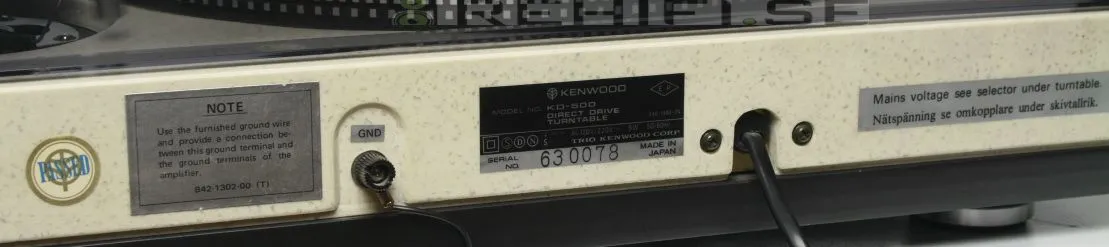 PASSED
NOTE
Use the furnished ground wire
and provide a connection be-
tween this ground terminal and
the ground terminals of the
amplifier.
B42-1302-00 (T)
GND
KENWOOD
MODEL NO. KD-500
DIRECT DRIVE
TURNTABLE
TRIO KENWOOD CORP
SERIAL
NO.
630078
MADE IN
JAPAN
Mains voltage see selector under turntable.
Nätspänning se omkopplare under skivtallrik.